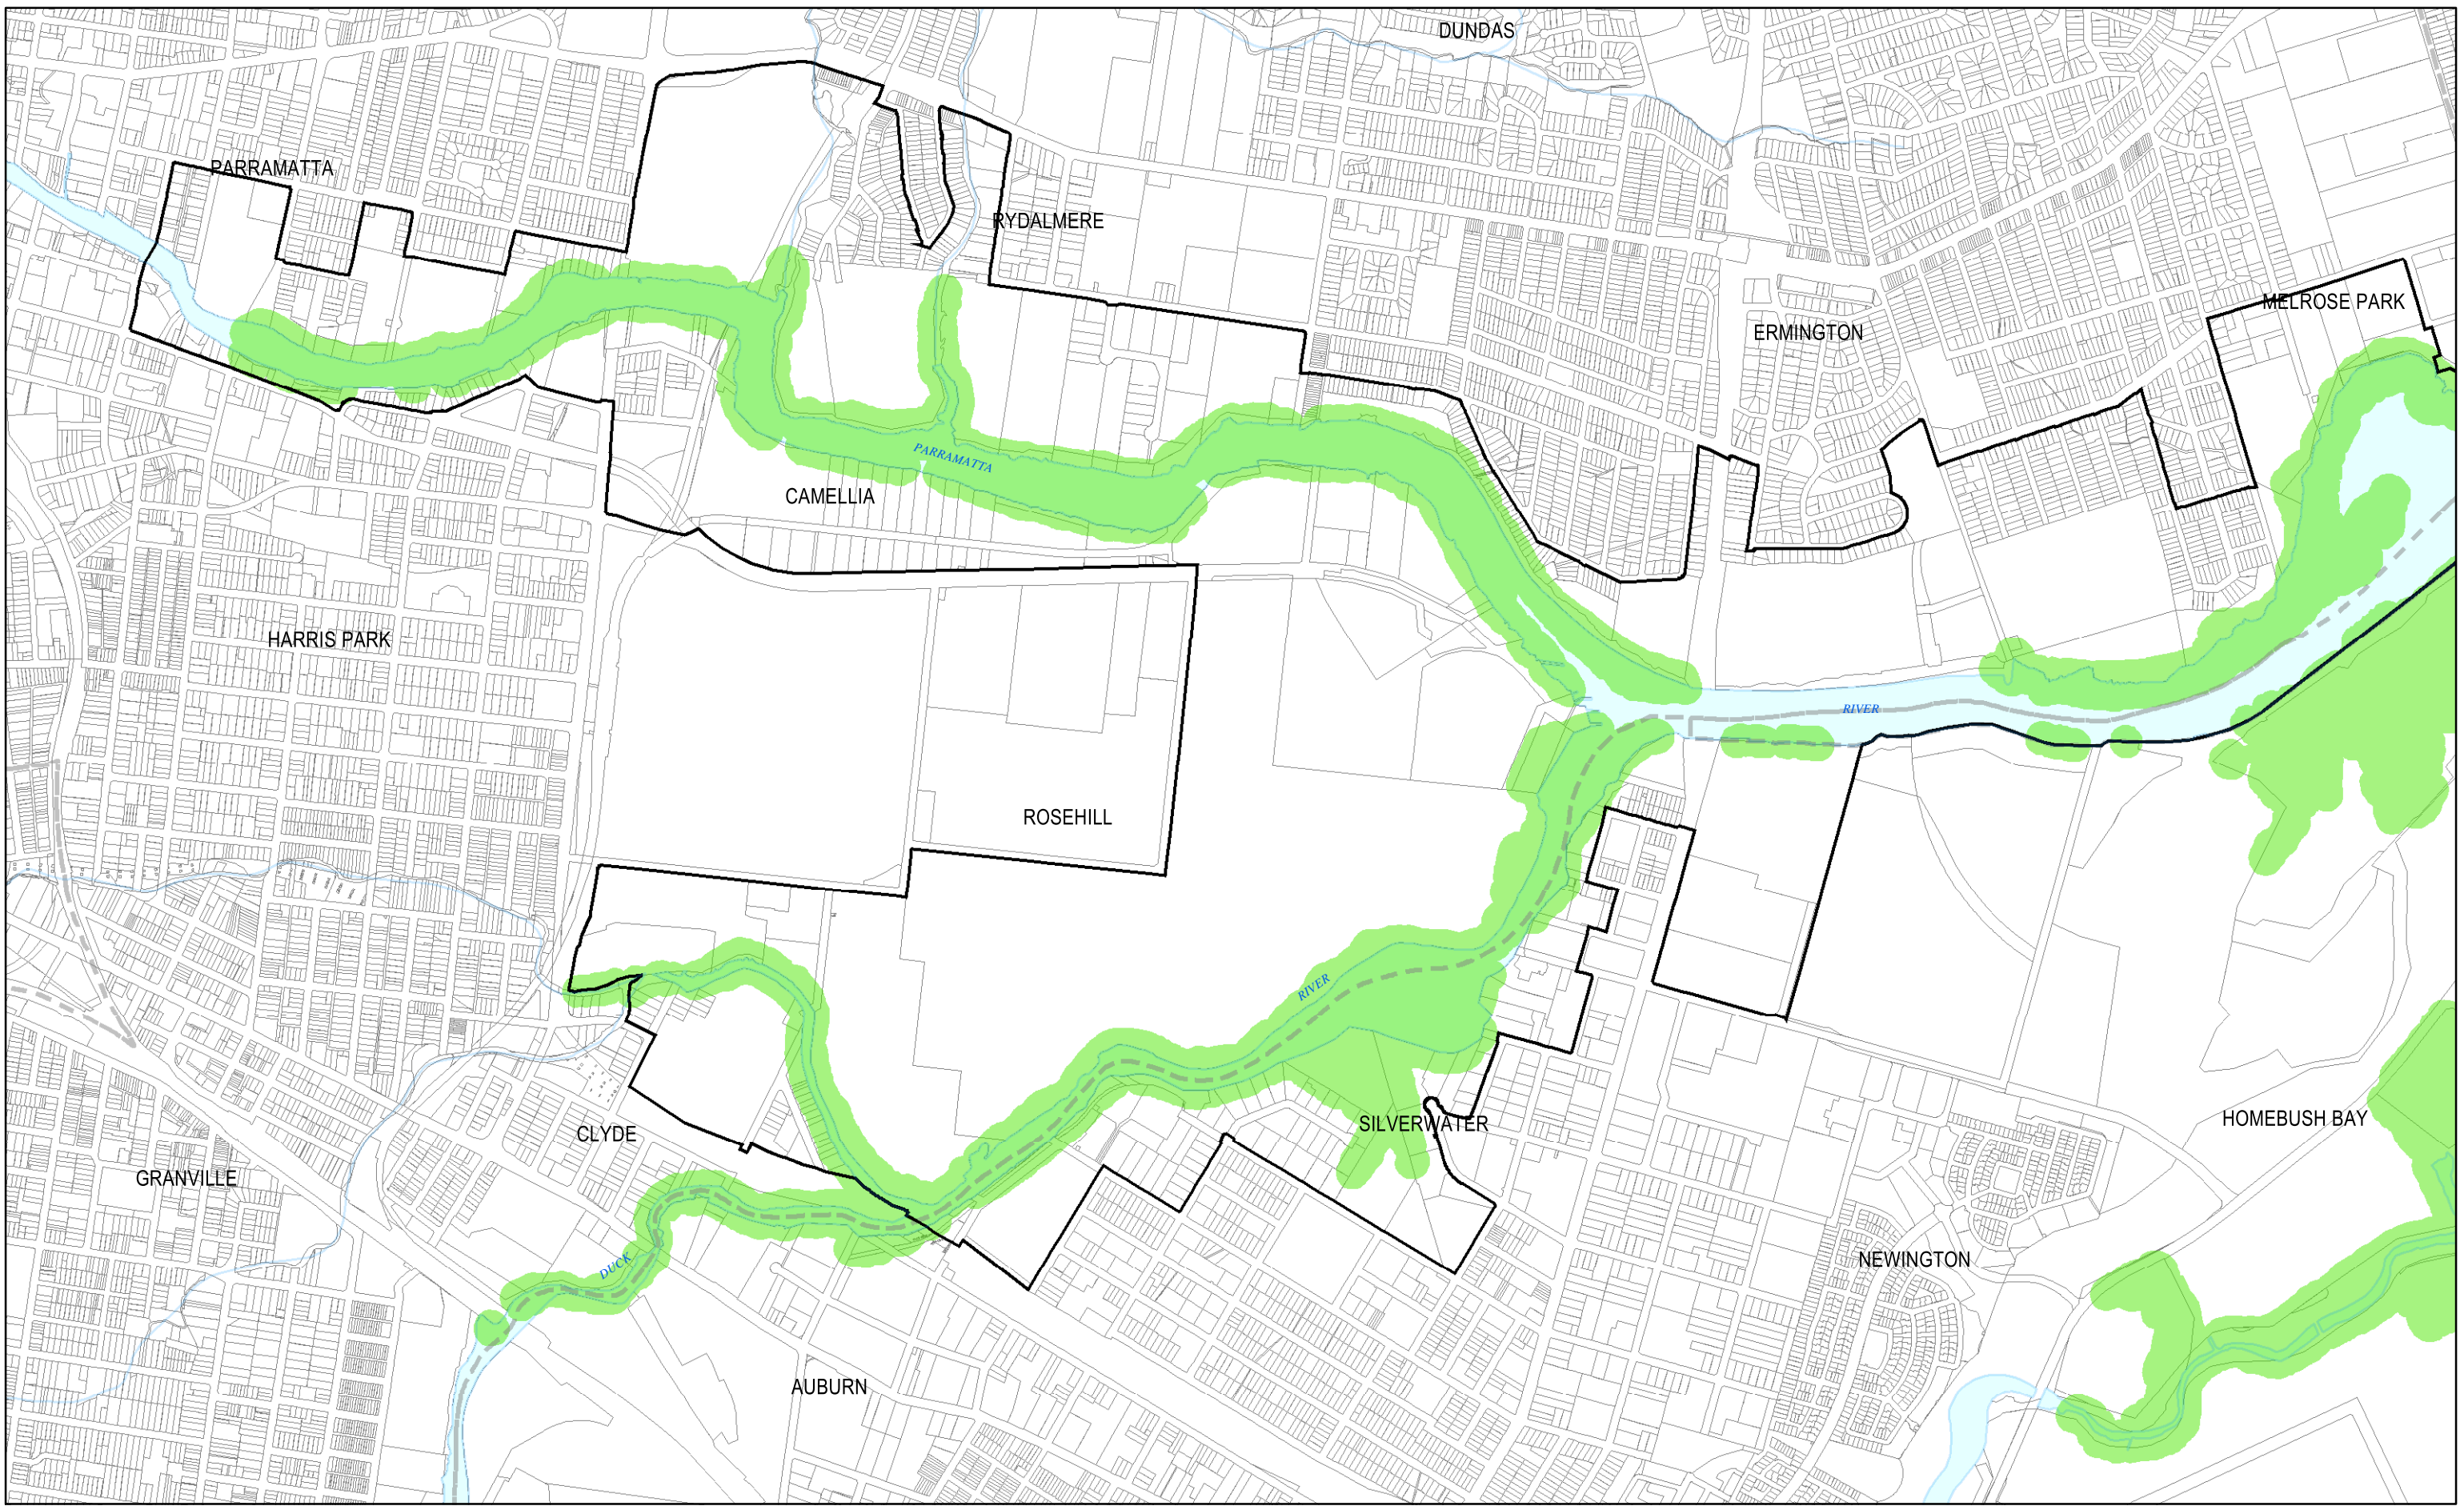 DUNDAS
PARRAMATTA
RYDALMERE
MELROSE PARK
ERMINGTON
PARRAMATTA
CAMELLIA
HARRIS PARK
RIVER
ROSEHILL
RIVER
HOMEBUSH BAY
SILVERWATER
CLYDE
GRANVILLE
NEWINGTON
DUCK
AUBURN